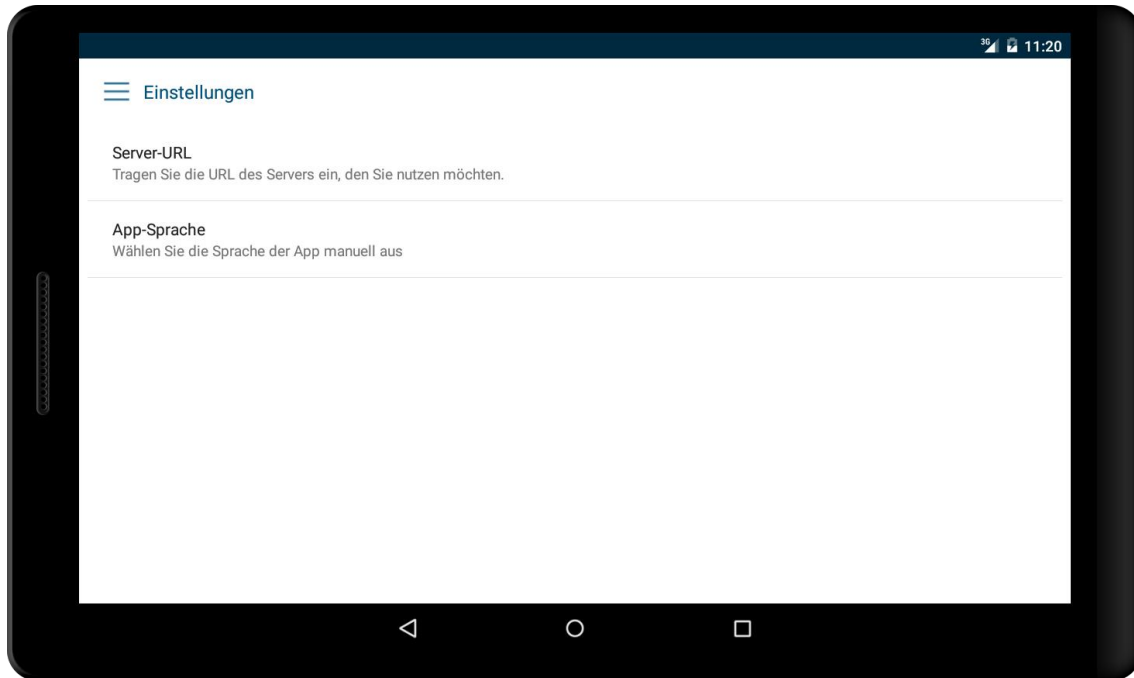 3G 11:20
Einstellungen
Server-URL
Tragen Sie die URL des Servers ein, den Sie nutzen möchten.
App-Sprache
Wählen Sie die Sprache der App manuell aus